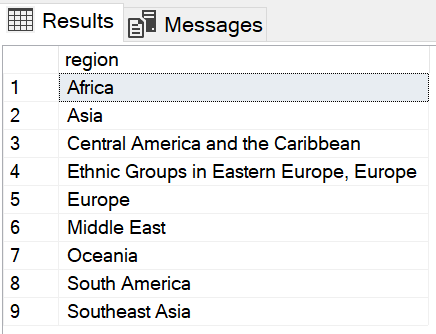 Results Messages
region
1 Africa
2 Asia
3 Central America and the Caribbean
4 Ethnic Groups in Eastern Europe, Europe
5 Europe
6 Middle East
7 Oceania
8 South America
9 Southeast Asia